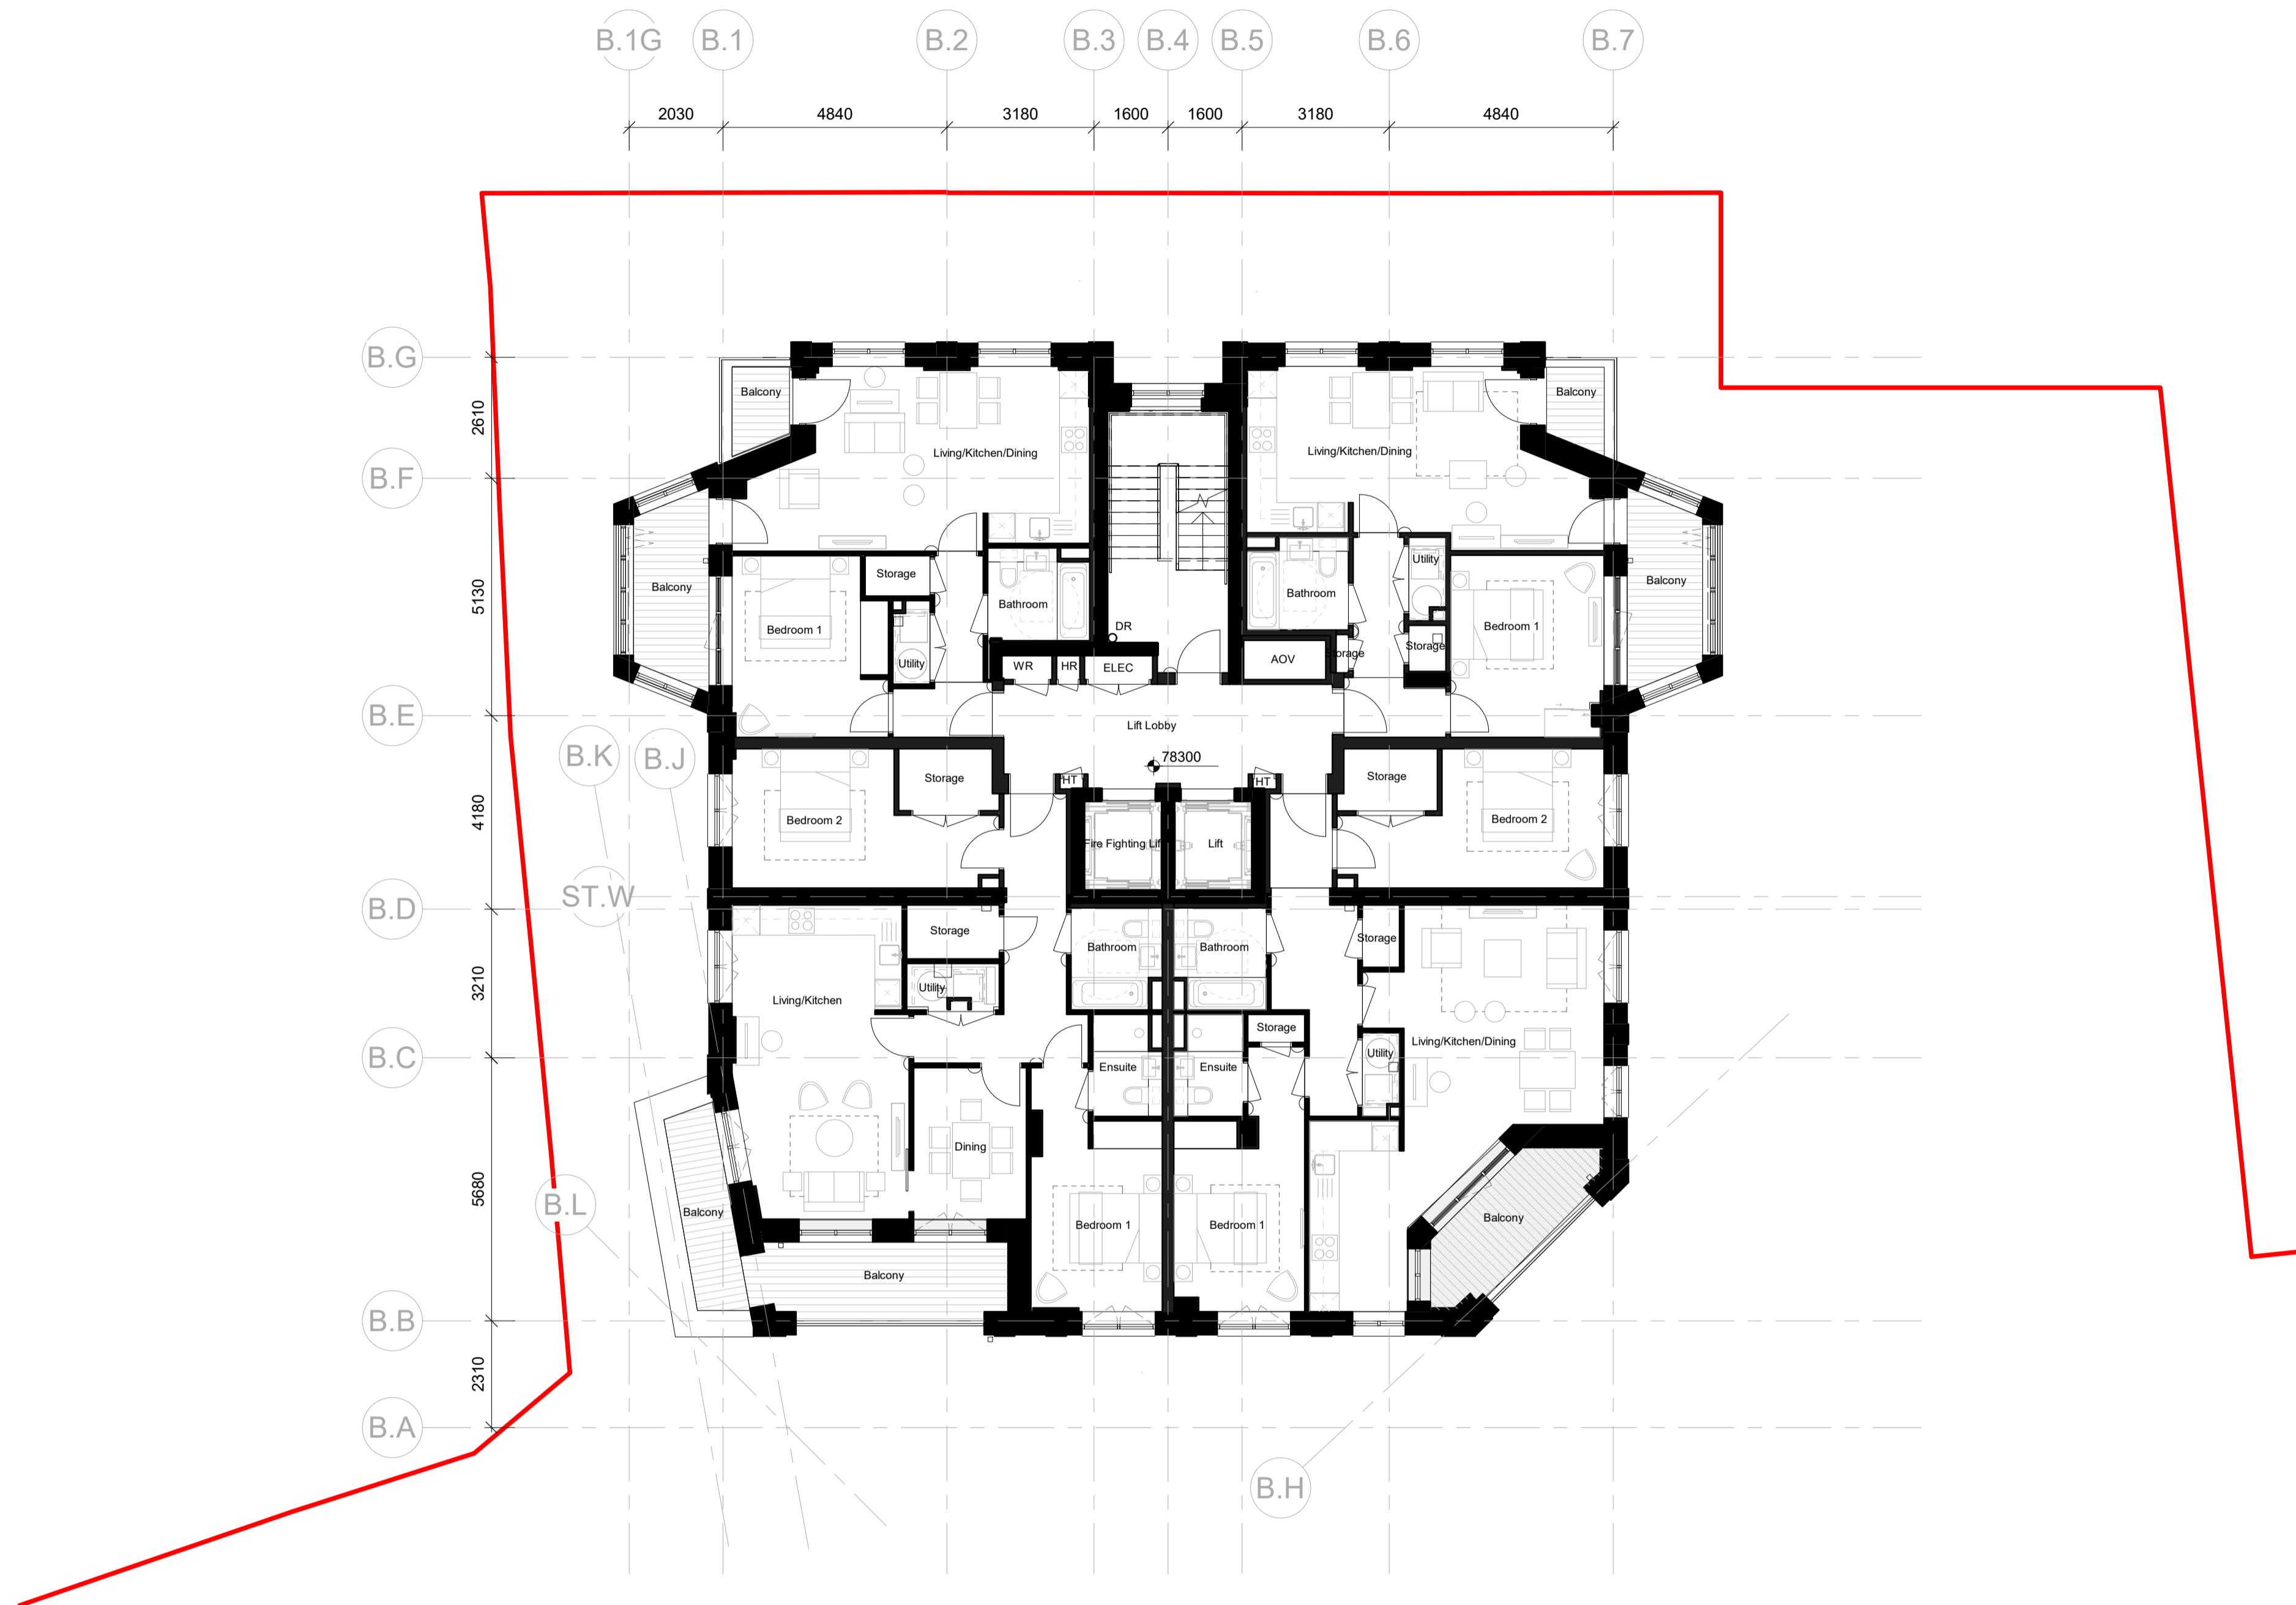 B.1G
B.1
B.2
B.3
B.4
B.5
B.6
B.7
2030
4840
3180
1600
1600
3180
4840
B.G
B.F
B.E
B.K
B.J
ST.W
B.D
B.C
B.L
B.B
B.A
B.H
2610
5130
4180
3210
5680
2310
Balcony
Balcony
Living/Kitchen/Dining
Living/Kitchen/Dining
Balcony
Storage
Utility
Balcony
Bathroom
Bathroom
Bedroom 1
Bedroom 1
DR
Storage
Storage
Utility
WR
HR
ELEC
AOV
Lift Lobby
78300
HT
HT
Storage
Storage
Bedroom 2
Bedroom 2
Fire Fighting Lif
Lift
Storage
Bathroom
Bathroom
Storage
Utility
Living/Kitchen
Storage
Living/Kitchen/Dining
Utility
Ensuite
Ensuite
Dining
Balcony
Bedroom 1
Bedroom 1
Balcony
Balcony